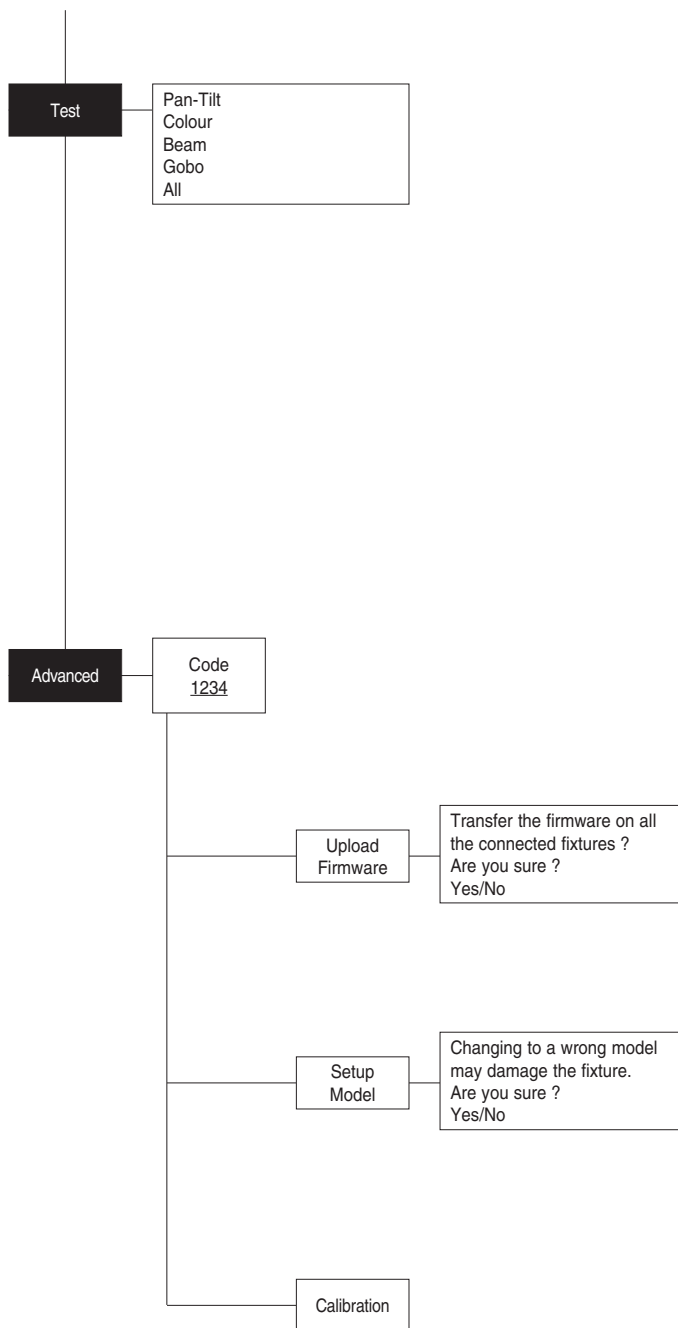 Test
Pan-Tilt
Colour
Beam
Gobo
All
Advanced
Code
1234
Upload
Firmware
Transfer the firmware on all
the connected fixtures ?
Are you sure ?
Yes/No
Setup
Model
Changing to a wrong model
may damage the fixture.
Are you sure ?
Yes/No
Calibration